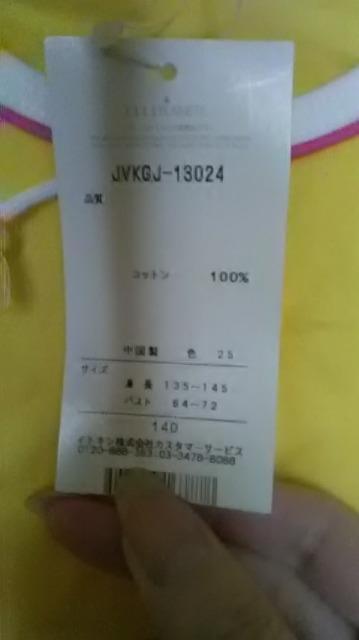 JVKGJ-13024
品質
コットン 100%
中国製 色 25
サイズ
身長 135~145
バスト 64~72
140
イトキン株式会社カスタマーサービス
0120-888-363.03-3478-8088